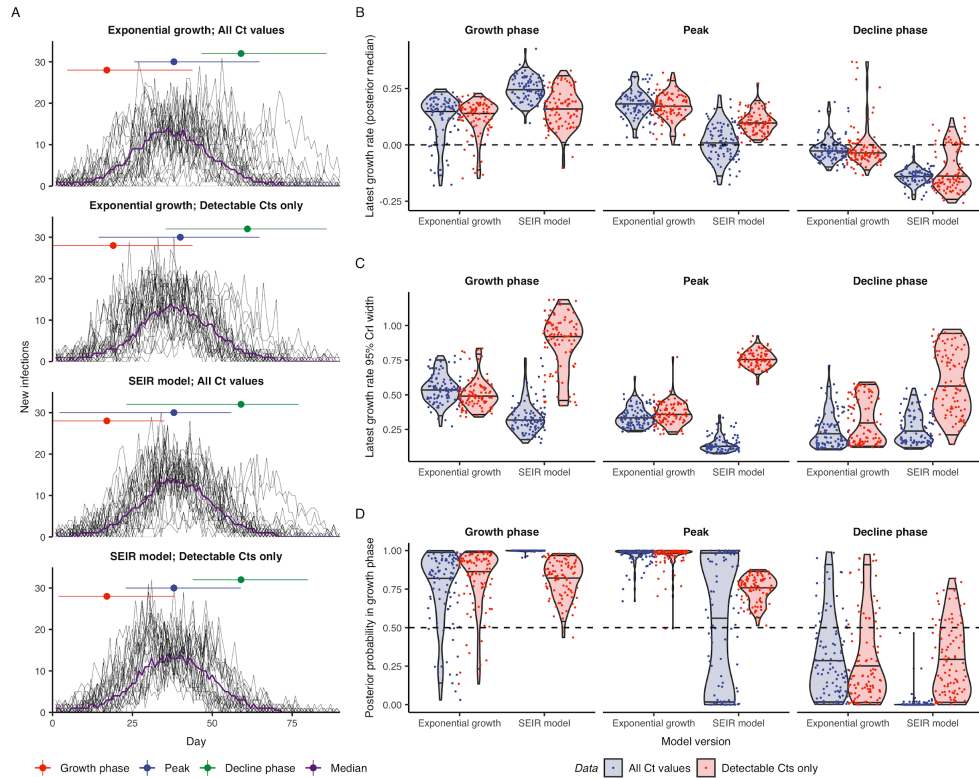 A
Exponential growth; All Ct values
30
20
10
0
Exponential growth; Detectable Cts only
30
20
10
0
SEIR model; All Ct values
30
20
10
0
SEIR model; Detectable Cts only
30
20
10
0
0 25 50 75
New infections
Day
Growth phase Peak Decline phase Median
B
Growth phase Peak Decline phase
Latest growth rate (posterior median)
0.25
0.00
-0.25
Exponential growth SEIR model Exponential growth SEIR model Exponential growth SEIR model
C
Growth phase Peak Decline phase
Latest growth rate 95% CrI width
1.00
0.75
0.50
0.25
Exponential growth SEIR model Exponential growth SEIR model Exponential growth SEIR model
D
Growth phase Peak Decline phase
Posterior probability in growth phase
1.00
0.75
0.50
0.25
0.00
Exponential growth SEIR model Exponential growth SEIR model Exponential growth SEIR model
Model version
Data All Ct values Detectable Cts only